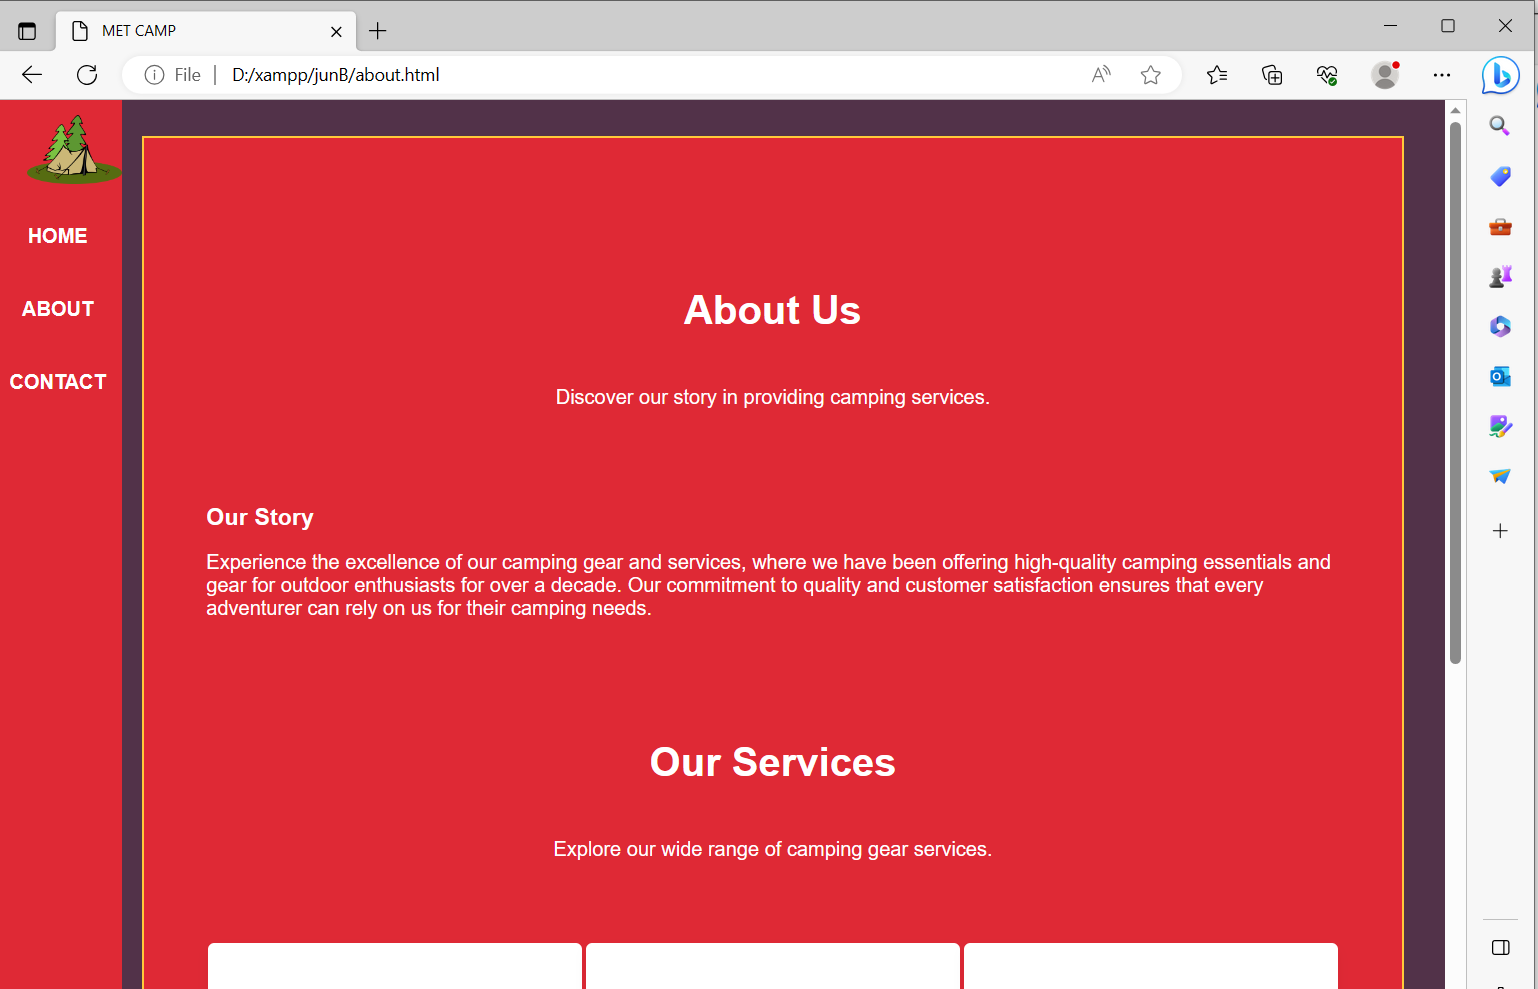 MET CAMP
File
D:/xampp/junB/about.html
HOME
ABOUT
CONTACT
About Us
Discover our story in providing camping services.
Our Story
Experience the excellence of our camping gear and services, where we have been offering high-quality camping essentials and
gear for outdoor enthusiasts for over a decade. Our commitment to quality and customer satisfaction ensures that every
adventurer can rely on us for their camping needs.
Our Services
Explore our wide range of camping gear services.